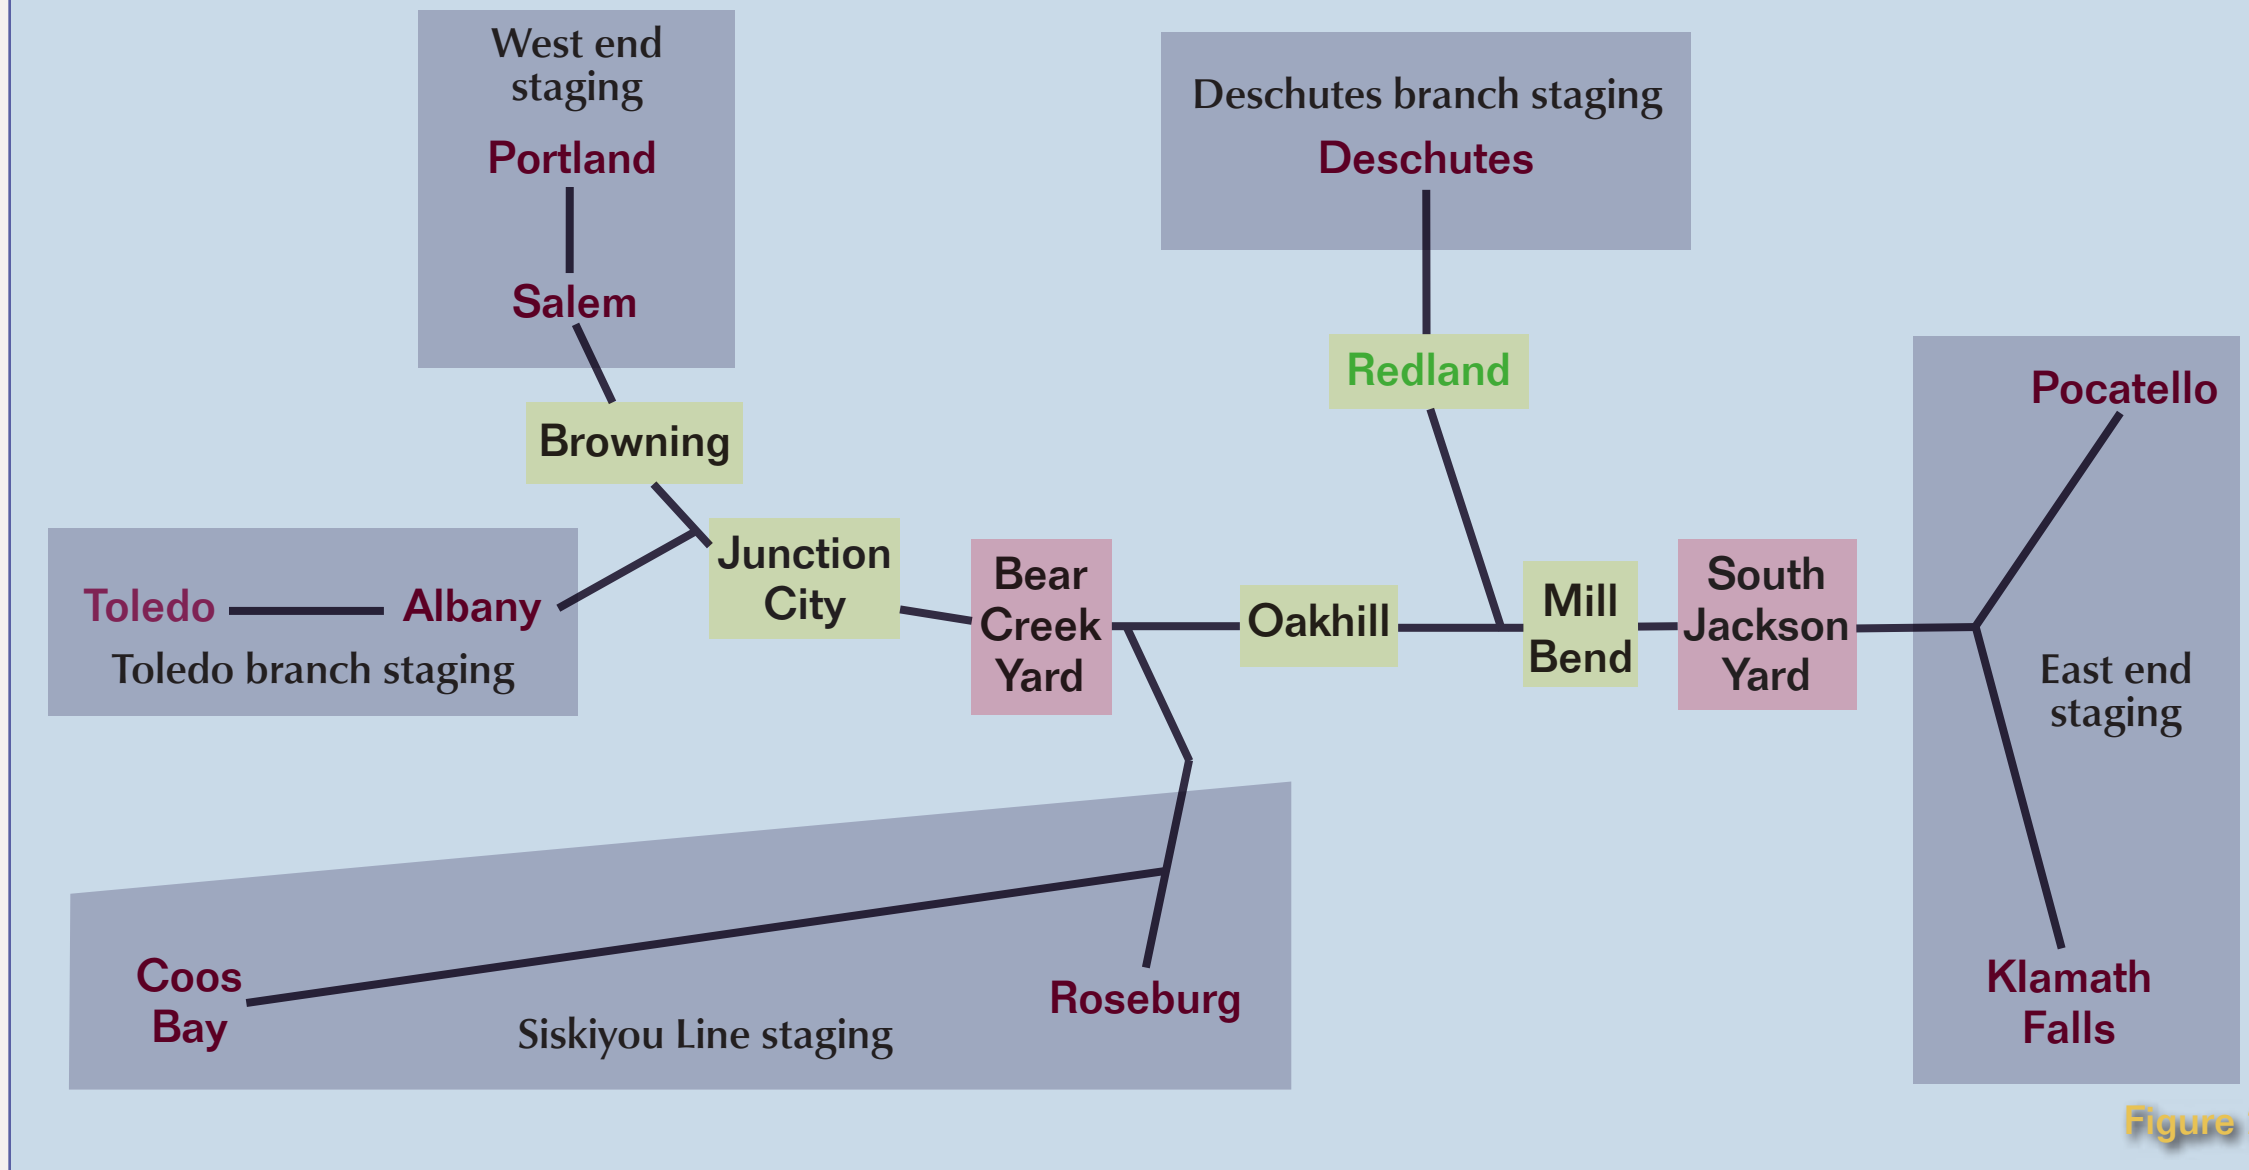 West end
staging
Portland
Salem
Deschutes branch staging
Deschutes
Redland
Pocatello
Browning
Junction
City
Bear
Creek
Yard
Oakhill
Mill
Bend
South
Jackson
Yard
Toledo
Albany
Toledo branch staging
East end
staging
Coos
Bay
Roseburg
Siskiyou Line staging
Klamath
Falls
Figure